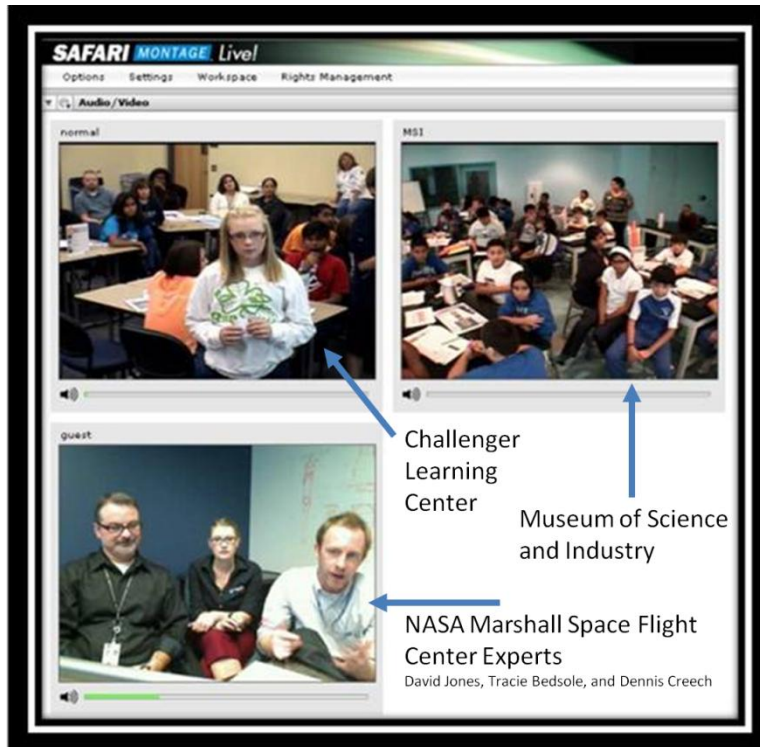 SAFARI MONTAGE Live!
Options Settings Workspace Rights Management
Audio/Video
normal
MSI
guest
Challenger
Learning
Center
Museum of Science
and Industry
NASA Marshall Space Flight
Center Experts
David Jones, Tracie Bedsole, and Dennis Creech